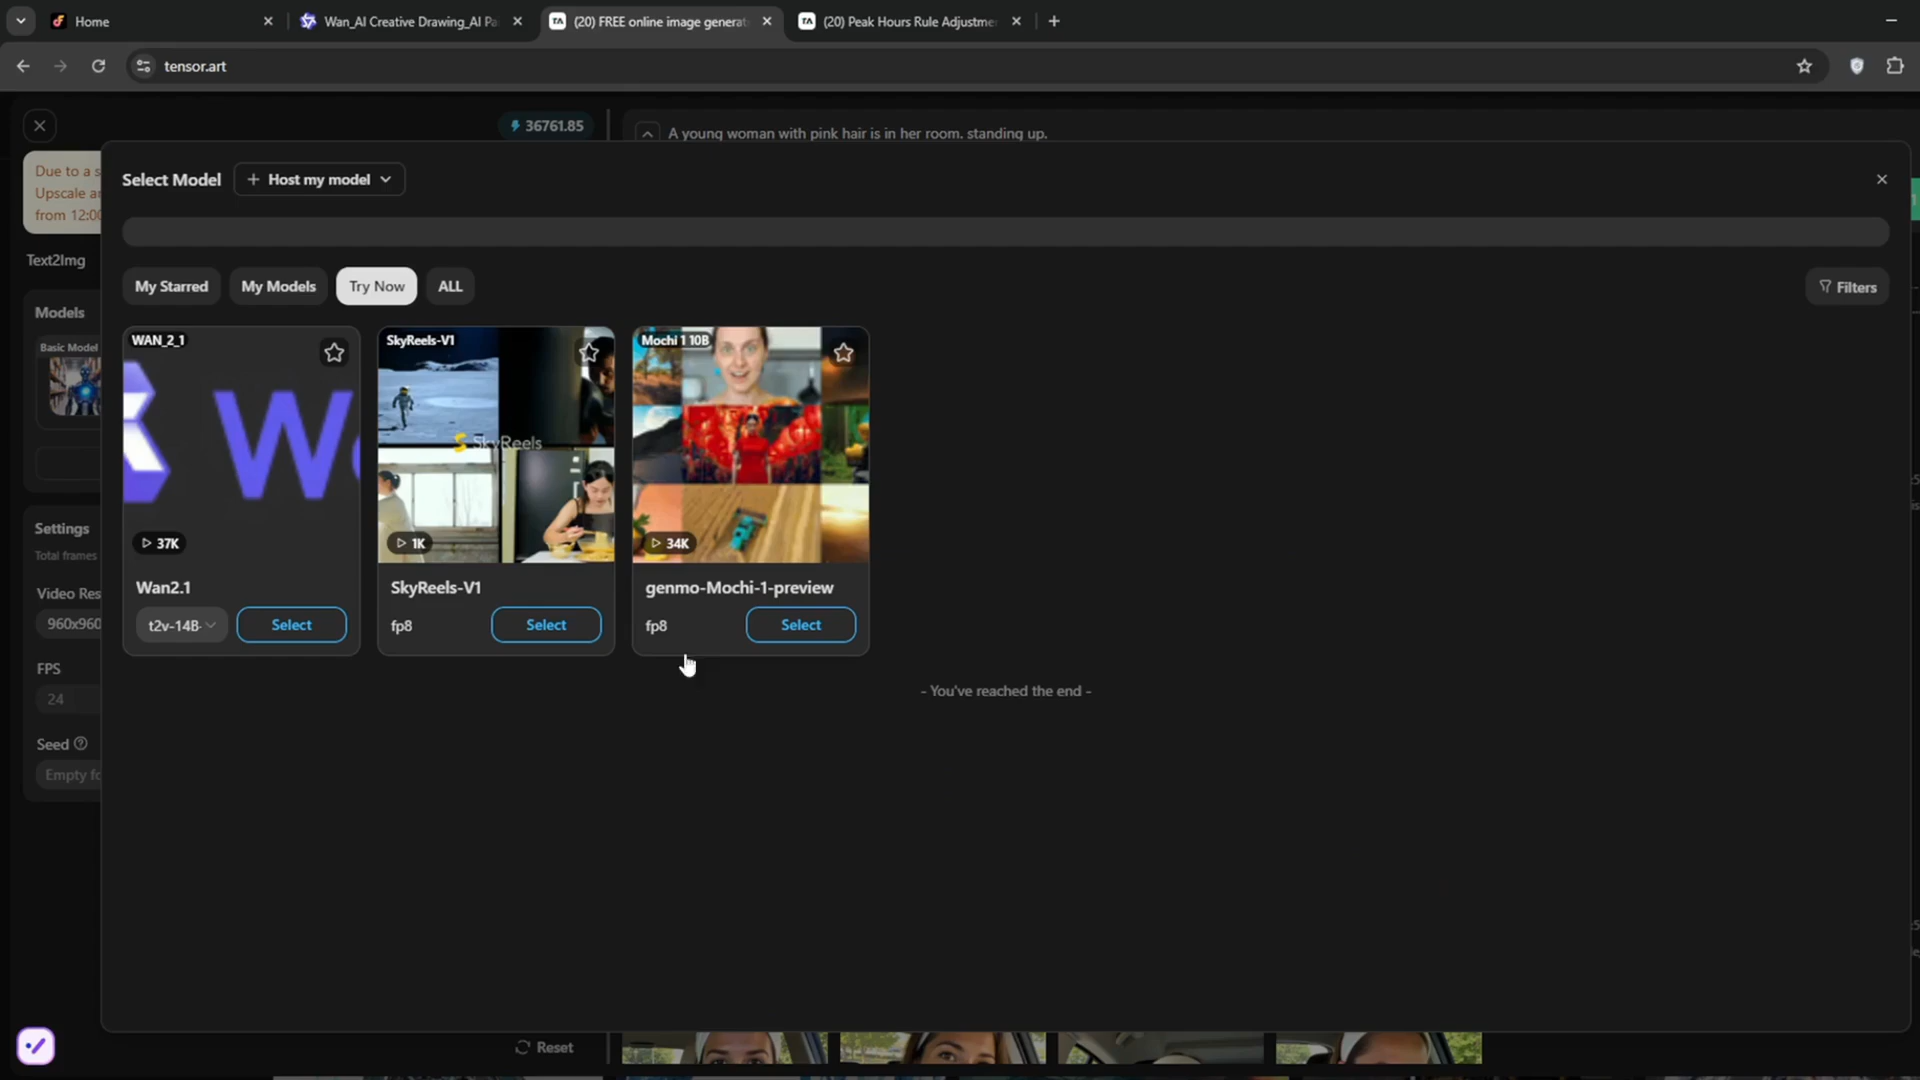 Home
Wan_AI Creative Drawing_AI Pa
(20) FREE online image generat
(20) Peak Hours Rule Adjustme
tensor.art
36761.85
A young woman with pink hair is in her room. standing up.
Due to a s
Upscale a
from 12:00
Select Model
Host my model
My Starred
My Models
Try Now
ALL
Filters
Text2Img
Models
Basic Model
WAN_2_1
37K
Wan2.1
t2v-14B-
Select
SkyReels-V1
SkyReels
1K
SkyReels-V1
fp8
Select
Mochi 1 10B
34K
genmo-Mochi-1-preview
fp8
Select
- You've reached the end -
Settings
Total frames
Video Res
960x960
FPS
24
Seed
Empty fo
Reset